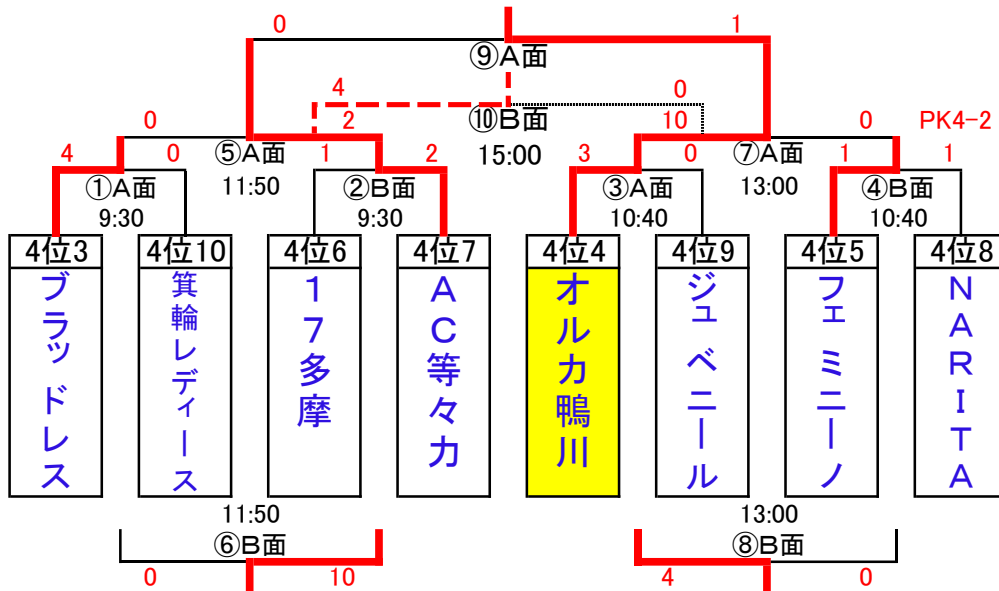 0 1
⑨A面
4 0
⑩B面
15:00
0 2 10 0 PK4-2
⑤A面 ⑦A面
11:50 13:00
4 0 1 2 3 0 1 1
①A面 ②B面 ③A面 ④B面
9:30 9:30 10:40 10:40
4位3 4位10 4位6 4位7 4位4 4位9 4位5 4位8
ブラッドレス
箕輪レディース
17多摩
AC等々力
オルカ鴨川
ジュベニール
フェミニーノ
NARITA
11:50 13:00
⑥B面 ⑧B面
0 10 4 0